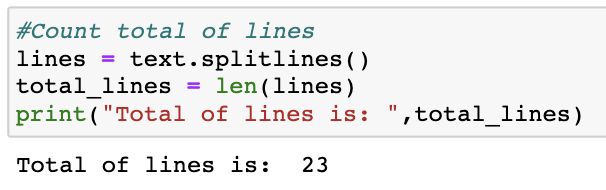 #Count total of lines
lines = text.splitlines()
total_lines = len(lines)
print("Total of lines is: ",total_lines)
Total of lines is:  23